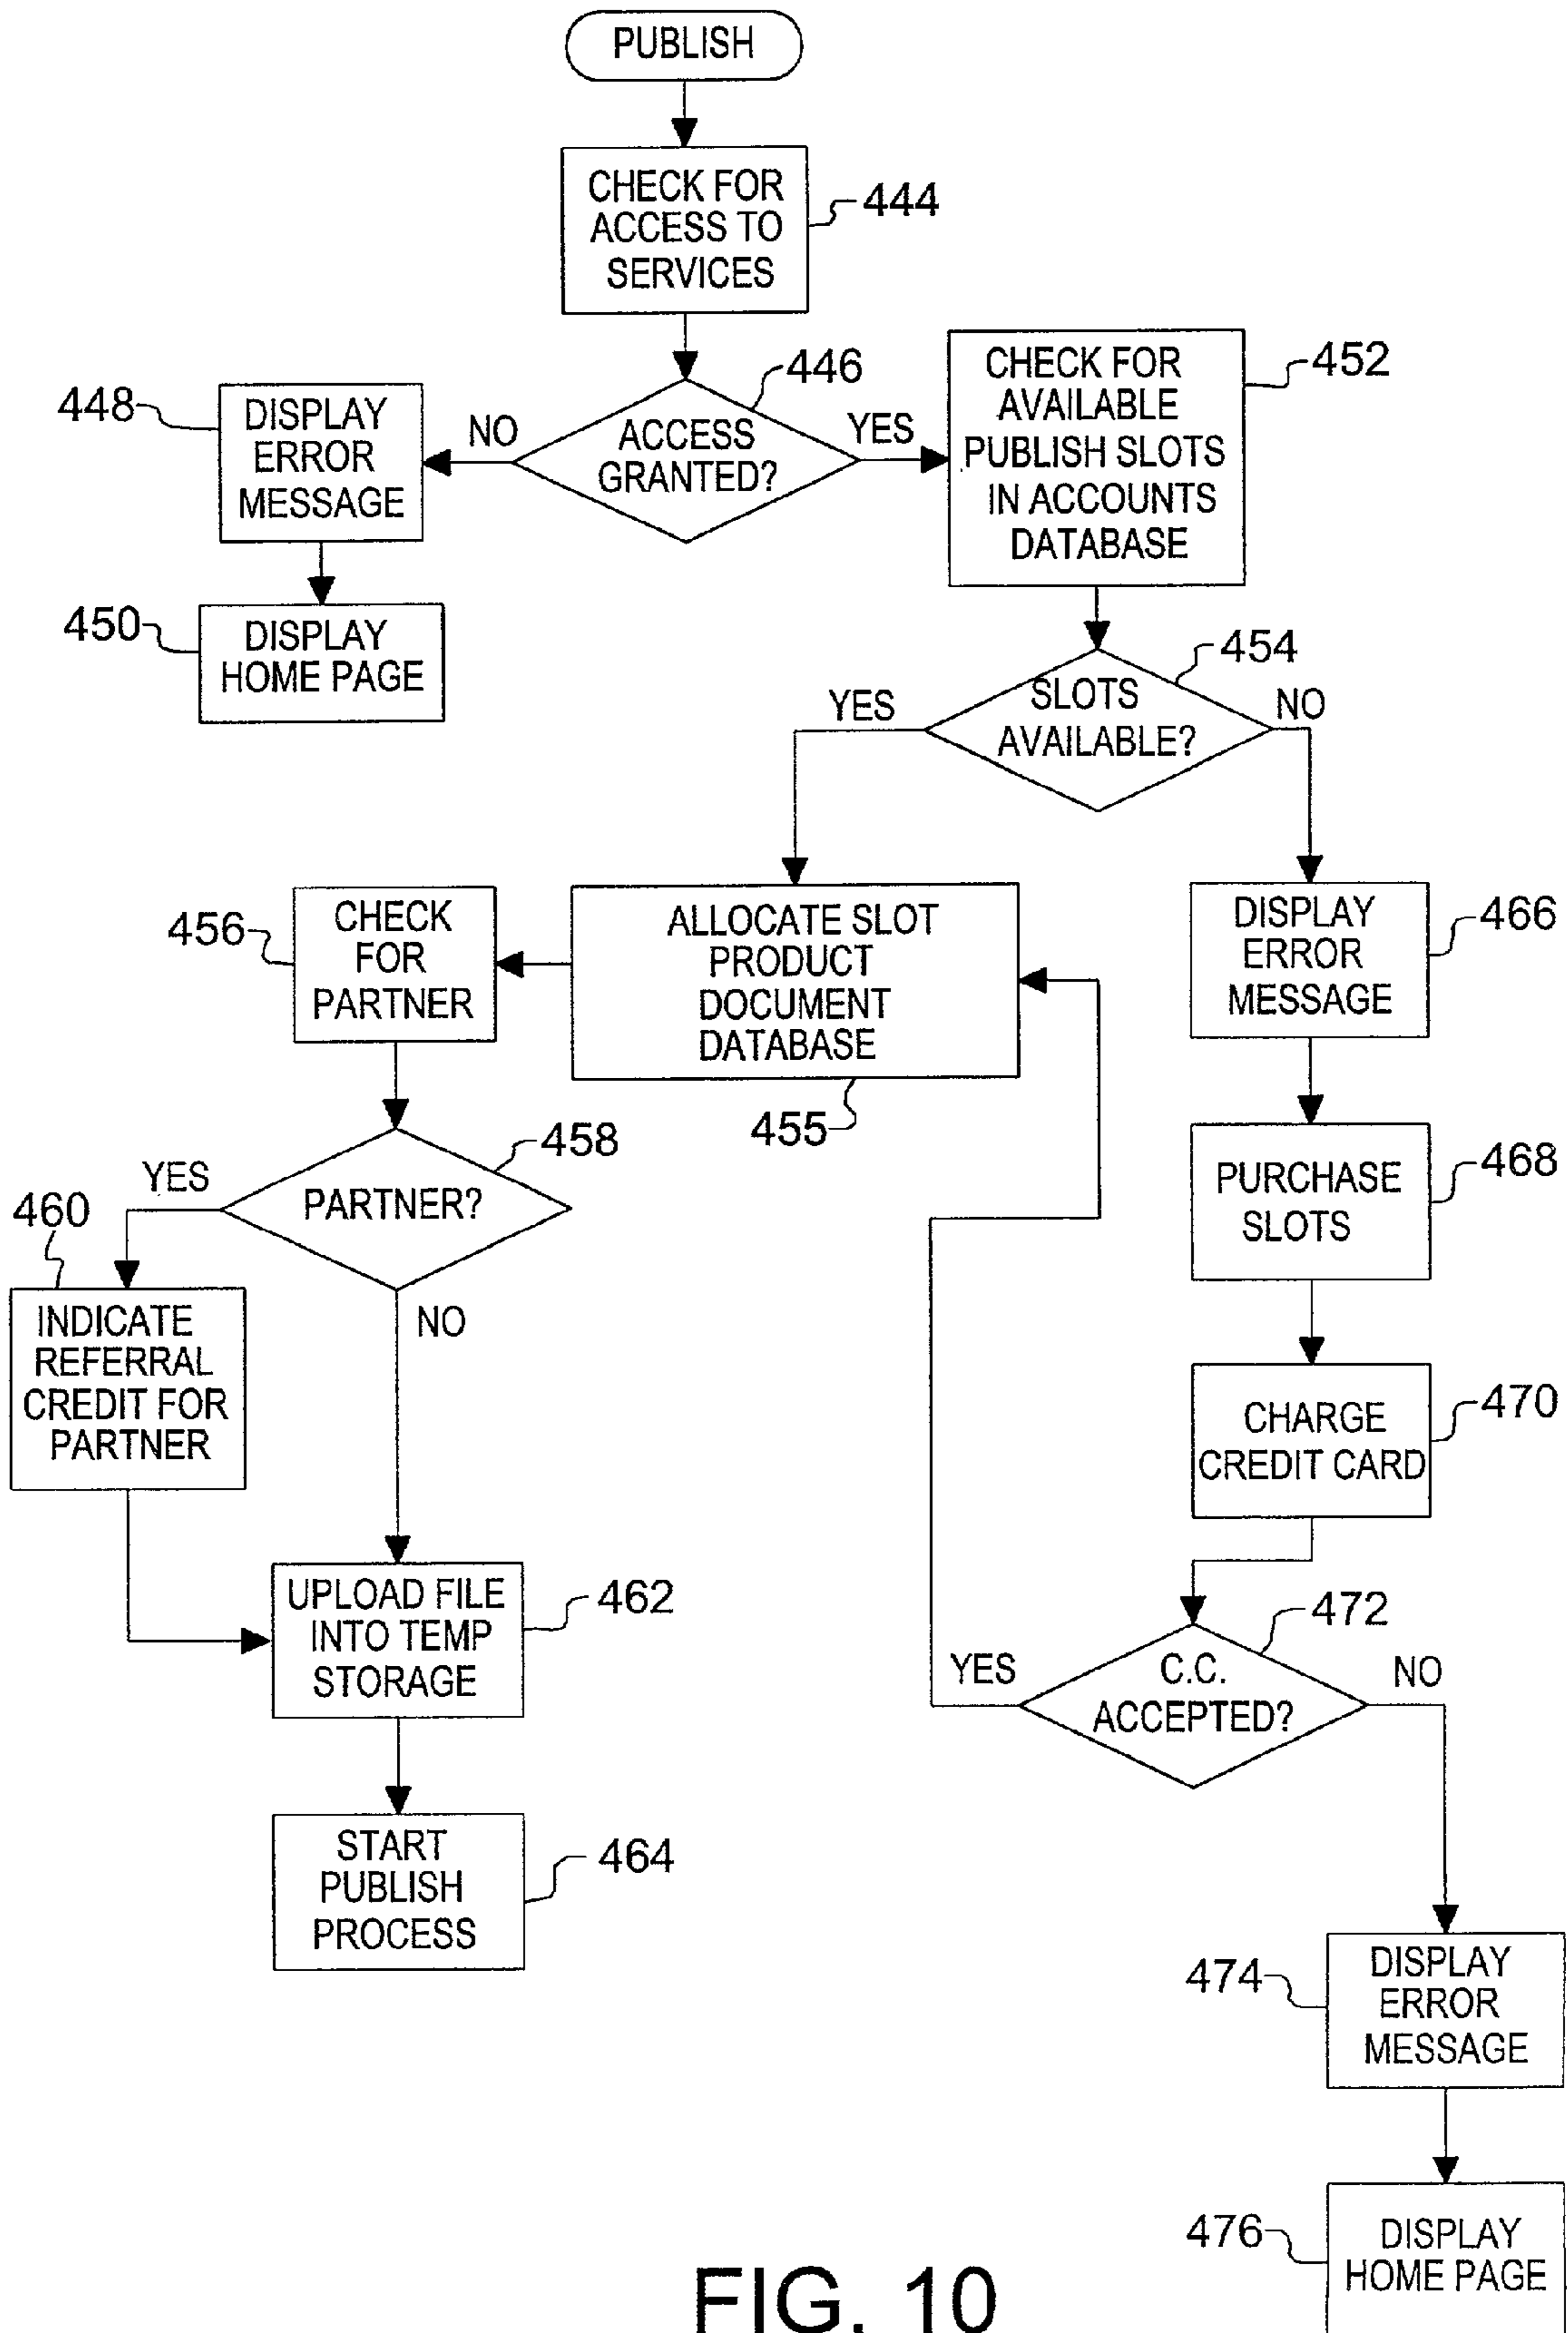 PUBLISH
CHECK FOR
ACCESS TO
SERVICES
444
446
ACCESS
GRANTED?
NO
YES
448
DISPLAY
ERROR
MESSAGE
450
DISPLAY
HOME PAGE
CHECK FOR
AVAILABLE
PUBLISH SLOTS
IN ACCOUNTS
DATABASE
452
454
SLOTS
AVAILABLE?
YES
NO
ALLOCATE SLOT
PRODUCT
DOCUMENT
DATABASE
455
456
CHECK
FOR
PARTNER
458
PARTNER?
YES
NO
460
INDICATE
REFERRAL
CREDIT FOR
PARTNER
UPLOAD FILE
INTO TEMP
STORAGE
462
START
PUBLISH
PROCESS
464
DISPLAY
ERROR
MESSAGE
466
PURCHASE
SLOTS
468
CHARGE
CREDIT CARD
470
472
C.C.
ACCEPTED?
YES
NO
474
DISPLAY
ERROR
MESSAGE
476
DISPLAY
HOME PAGE
FIG. 10